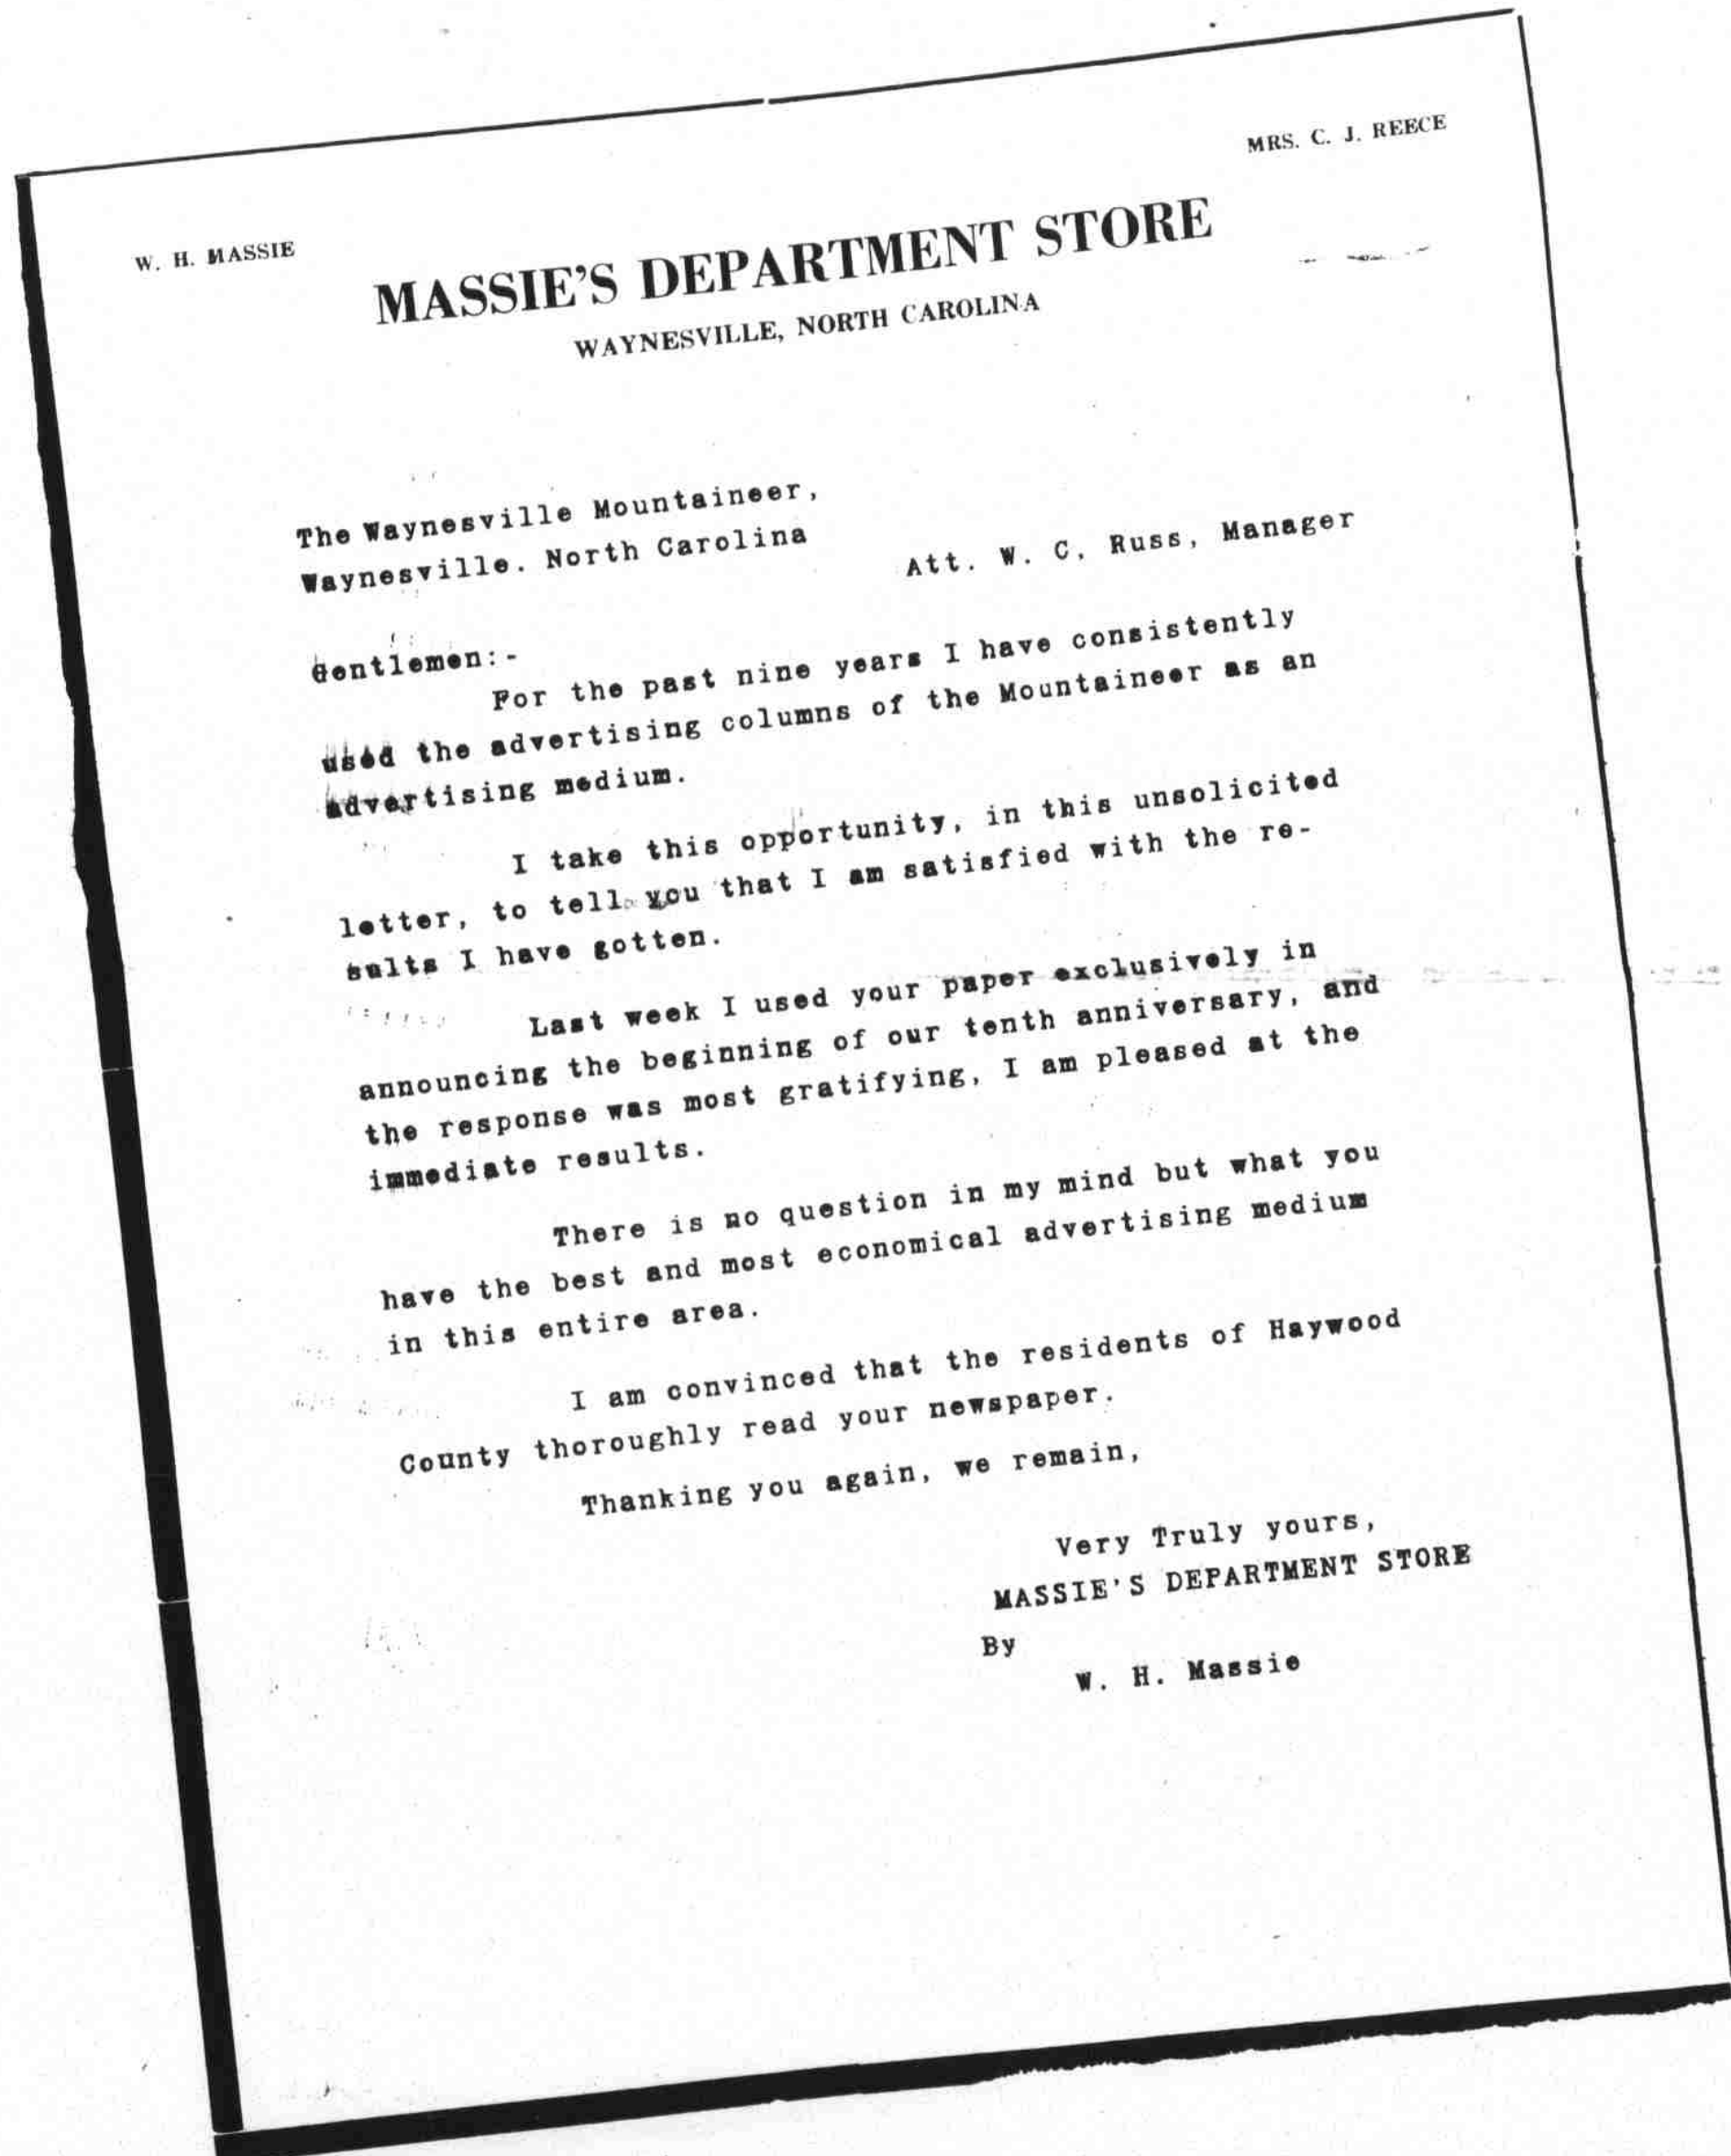 MRS. C. J. REECE
W. H. MASSIE
MASSIE'S DEPARTMENT STORE
WAYNESVILLE, NORTH CAROLINA
The Waynesville Mountaineer,
Waynesville. North Carolina
Att. W. C. Russ, Manager
Gentlemen:-
For the past nine years I have consistently
used the advertising columns of the Mountaineer as an
advertising medium.
I take this opportunity, in this unsolicited
letter, to tell you that I am satisfied with the re-
sults I have gotten.
Last week I used your paper exclusively in
announcing the beginning of our tenth anniversary, and
the response was most gratifying, I am pleased at the
immediate results.
There is no question in my mind but what you
have the best and most economical advertising medium
in this entire area.
I am convinced that the residents of Haywood
County thoroughly read your newspaper.
Thanking you again, we remain,
Very Truly yours,
MASSIE'S DEPARTMENT STORE
By
W. H. Massie